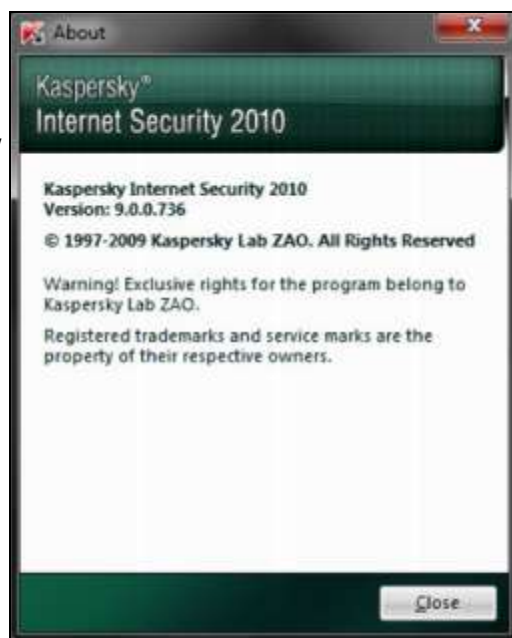 About
Kaspersky®
Internet Security 2010
Kaspersky Internet Security 2010
Version: 9.0.0.736
© 1997-2009 Kaspersky Lab ZAO. All Rights Reserved
Warning! Exclusive rights for the program belong to
Kaspersky Lab ZAO.
Registered trademarks and service marks are the
property of their respective owners.
Close